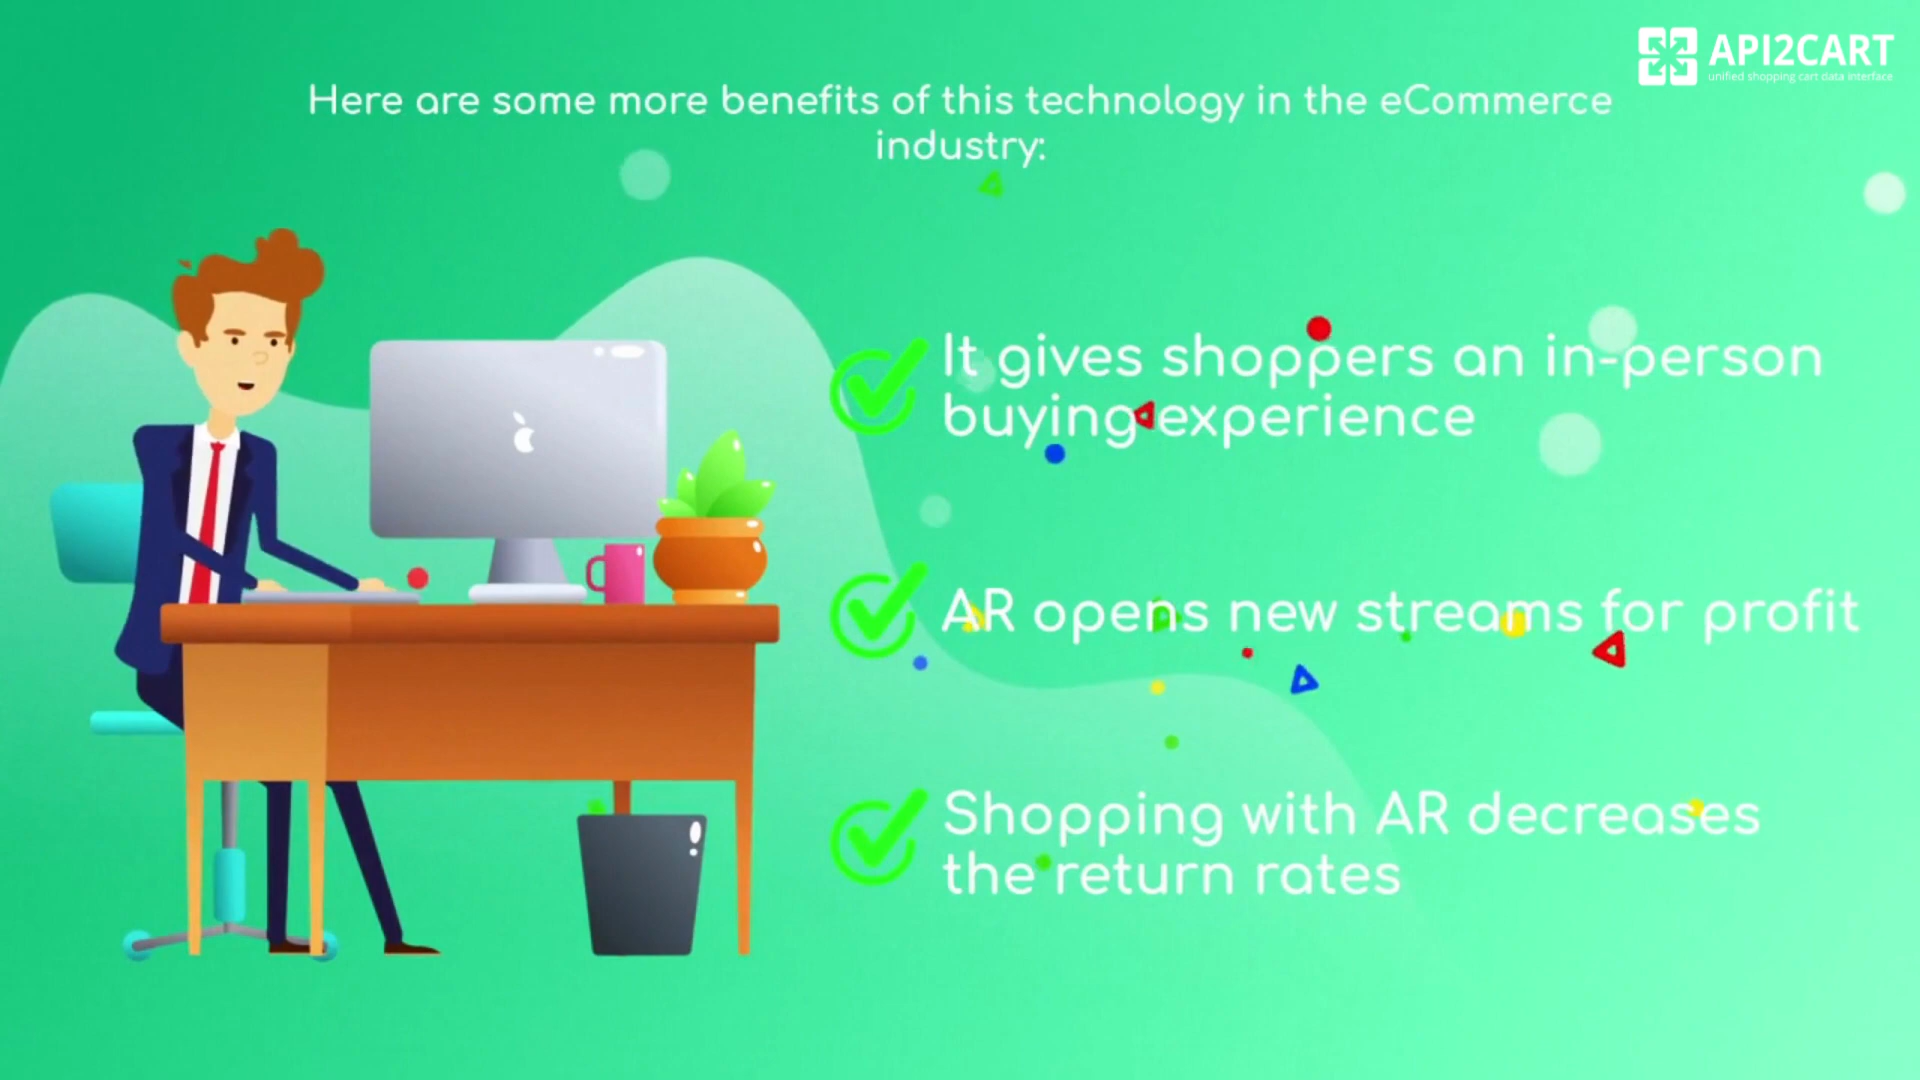 API2CART
unified shopping cart data interface
Here are some more benefits of this technology in the eCommerce
industry:
It gives shoppers an in-person
buying experience
AR opens new streams for profit
Shopping with AR decreases
the return rates